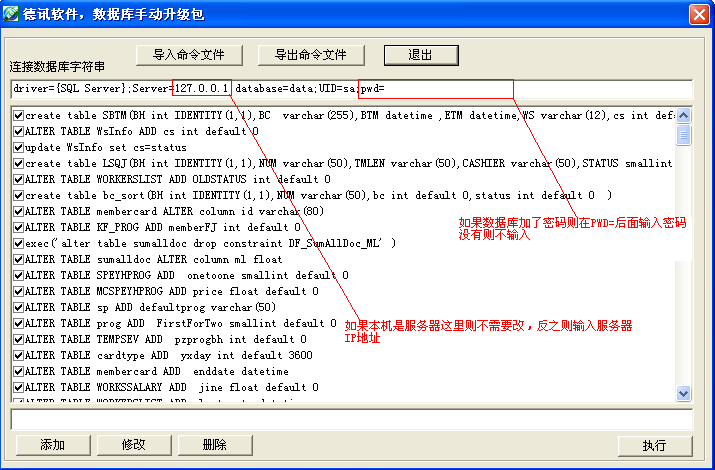 德讯软件，数据库手动升级包
导入命令文件
导出命令文件
退出
连接数据库字符串
driver={SQL Server};Server=127.0.0.1 database=data;UID=sa;pwd=
create table SBTM(BH int IDENTITY(1,1),BC  varchar(255),BTM datetime ,ETM datetime,WS varchar(12),cs int defa
ALTER TABLE WsInfo ADD cs int default 0
update WsInfo set cs=status
create table LSQJ(BH int IDENTITY(1,1),NUM varchar(50),TMLEN varchar(50),CASHIER varchar(50),STATUS smallint
ALTER TABLE WORKERSLIST ADD OLDSTATUS int default 0
create table bc_sort(BH int IDENTITY(1,1),NUM varchar(50),bc int default 0,status int default 0  )
ALTER TABLE membercard ALTER column id varchar(80)
ALTER TABLE KF_PROG ADD memberFJ int default 0
exec('alter table sumalldoc drop constraint DF_SumAllDoc_ML' )
ALTER TABLE sumalldoc ALTER column ml float
ALTER TABLE SPEYHPROG ADD  onetoone smallint default 0
ALTER TABLE MCSPEYHPROG ADD price float default 0
ALTER TABLE sp ADD defaultprog varchar(50)
ALTER TABLE prog ADD  FirstForTwo smallint default 0
ALTER TABLE TEMPSEV ADD  pzprogbh int default 0
ALTER TABLE cardtype ADD  yxday int default 3600
ALTER TABLE membercard ADD  enddate datetime
ALTER TABLE WORKSSALARY ADD  jine float default 0
如果数据库加了密码则在PWD=后面输入密码
没有则不输入
如果本机是服务器这里则不需要改，反之则输入服务器
IP地址
添加
修改
删除
执行